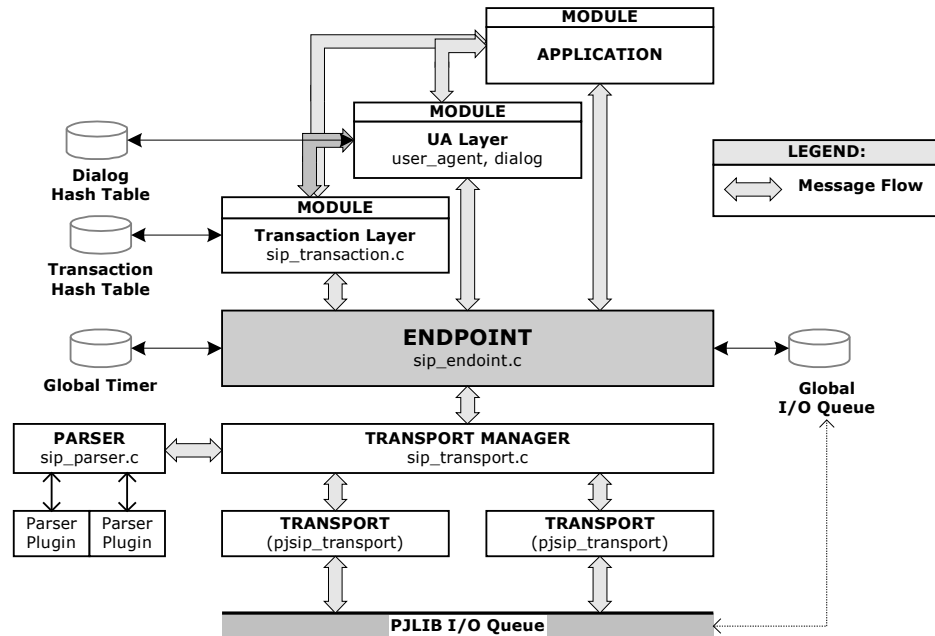 MODULE
APPLICATION
MODULE
UA Layer
user_agent, dialog
LEGEND:
Message Flow
Dialog
Hash Table
MODULE
Transaction Layer
sip_transaction.c
Transaction
Hash Table
ENDPOINT
sip_endoint.c
Global Timer
Global
I/O Queue
PARSER
sip_parser.c
TRANSPORT MANAGER
sip_transport.c
Parser
Plugin
Parser
Plugin
TRANSPORT
(pjsip_transport)
TRANSPORT
(pjsip_transport)
PJLIB I/O Queue